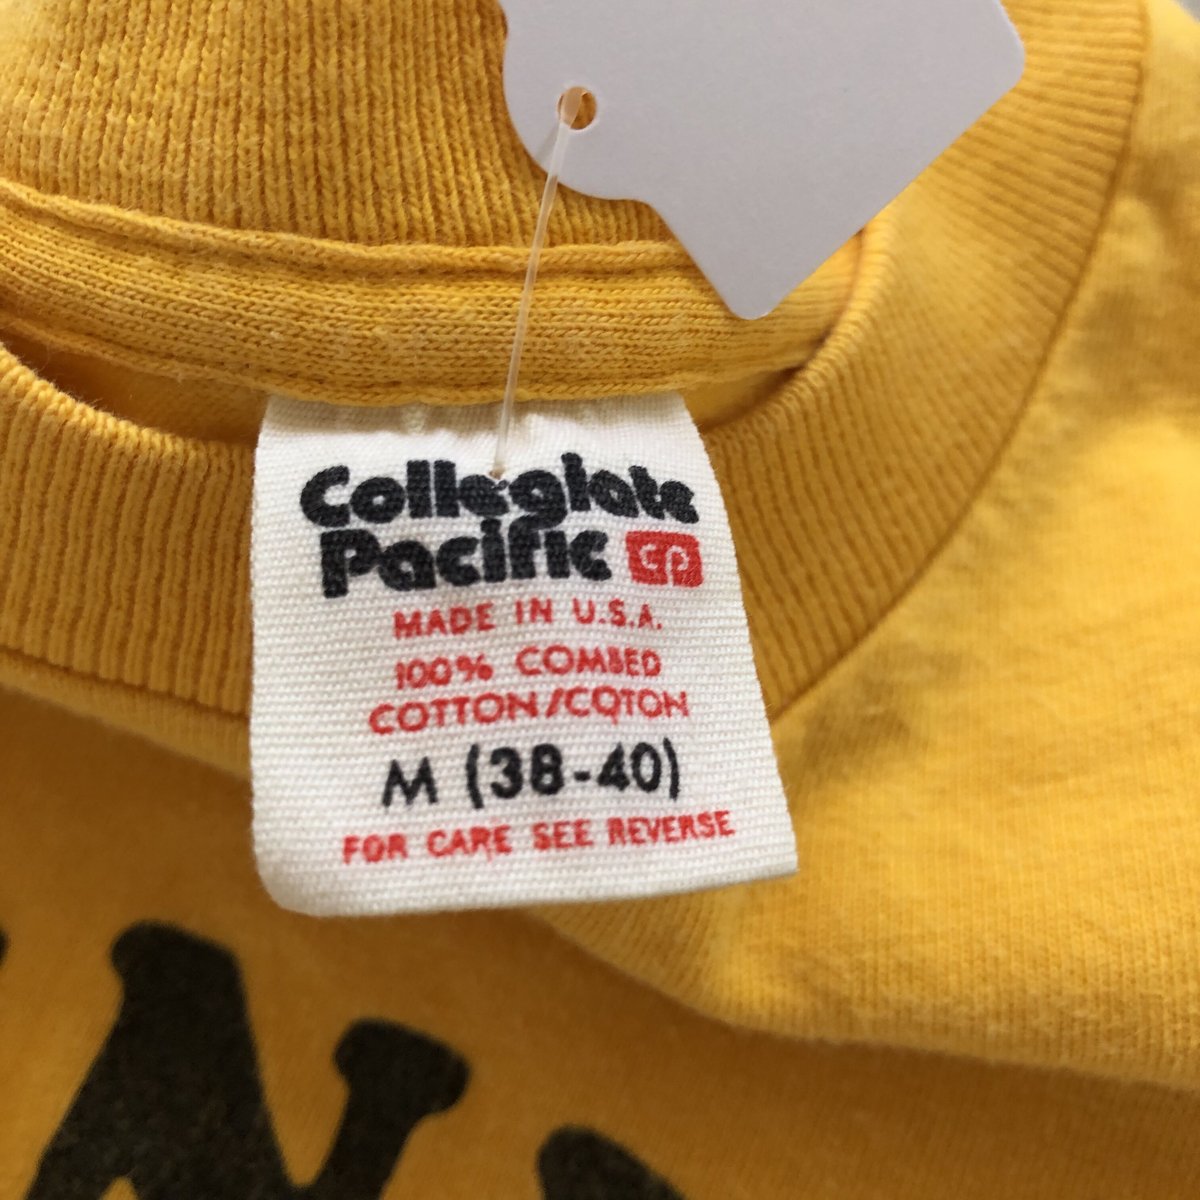 Collegiate
Pacific CP
MADE IN U.S.A.
100% COMBED
COTTON/COTON
M (38-40)
FOR CARE SEE REVERSE
N